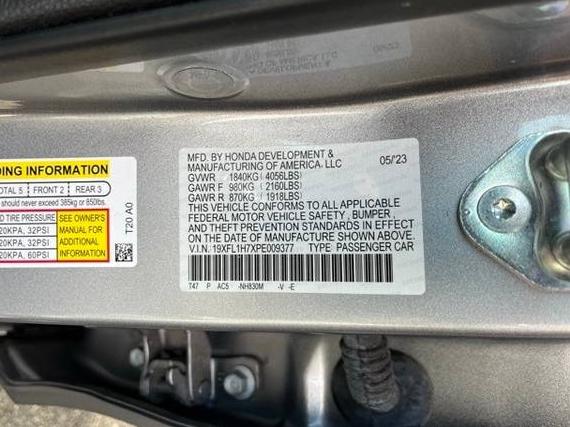 DING INFORMATION
OTAL 5 FRONT 2 REAR 3
should never exceed 385kg or 850lbs.
D TIRE PRESSURE
20KPA, 32PSI
20KPA, 32PSI
20KPA, 60PSI
SEE OWNER'S
MANUAL FOR
ADDITIONAL
INFORMATION
T20 A0
MFD. BY HONDA DEVELOPMENT &
MANUFACTURING OF AMERICA, LLC 05/'23
GVWR 1840KG (4056LBS)
GAWR F 980KG (2160LBS)
GAWR R 870KG (1918LBS)
THIS VEHICLE CONFORMS TO ALL APPLICABLE
FEDERAL MOTOR VEHICLE SAFETY , BUMPER ,
AND THEFT PREVENTION STANDARDS IN EFFECT
ON THE DATE OF MANUFACTURE SHOWN ABOVE.
V.I.N. 19XFL1H7XPE009377 TYPE PASSENGER CAR
T47 P AC5 -NH830M -V -E